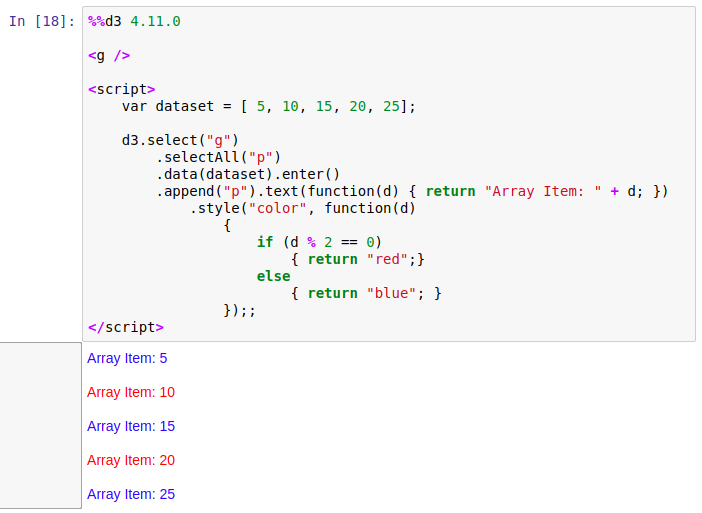 In [18]: %%d3 4.11.0
<g />
<script>
    var dataset = [ 5, 10, 15, 20, 25];
    d3.select("g")
        .selectAll("p")
        .data(dataset).enter()
        .append("p").text(function(d) { return "Array Item: " + d; })
            .style("color", function(d)
                {
                    if (d % 2 == 0)
                        { return "red";}
                    else
                        { return "blue"; }
                });;
</script>
Array Item: 5
Array Item: 10
Array Item: 15
Array Item: 20
Array Item: 25